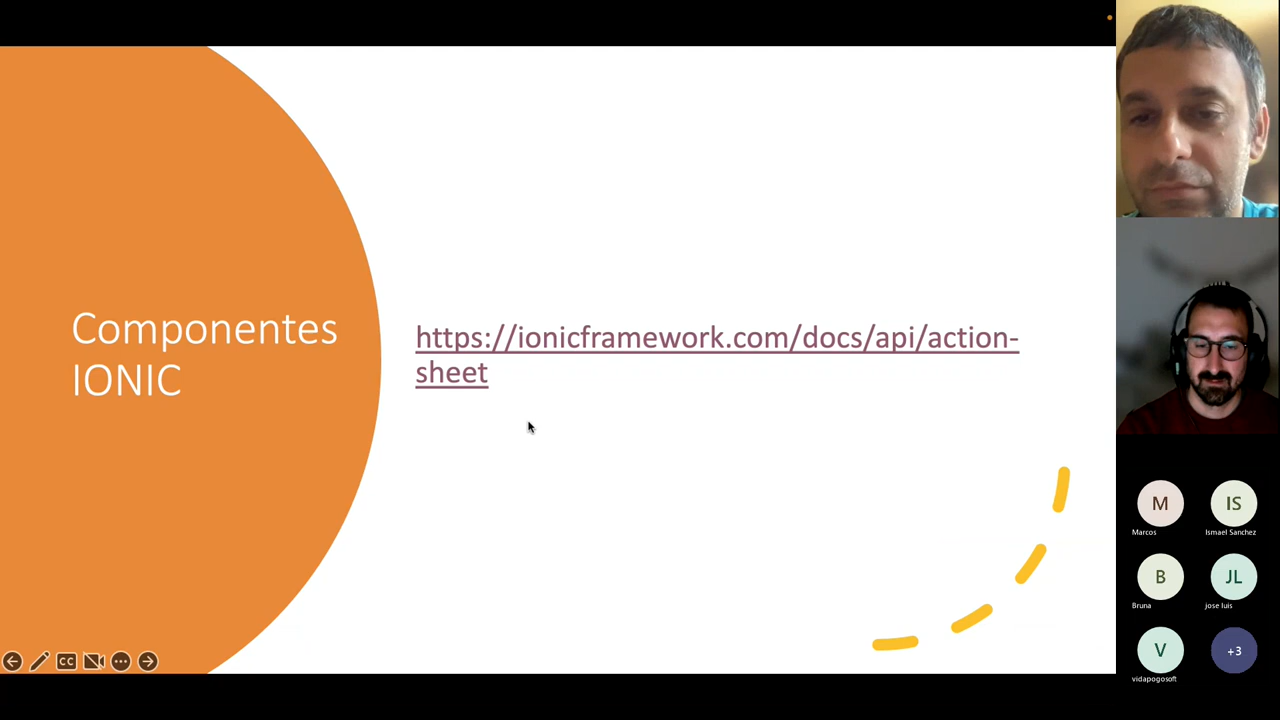 Componentes
IONIC
https://ionicframework.com/docs/api/action-
sheet
CC
M
Marcos
IS
Ismael Sanchez
B
Bruna
JL
jose luis
V
vidapogosoft
+3